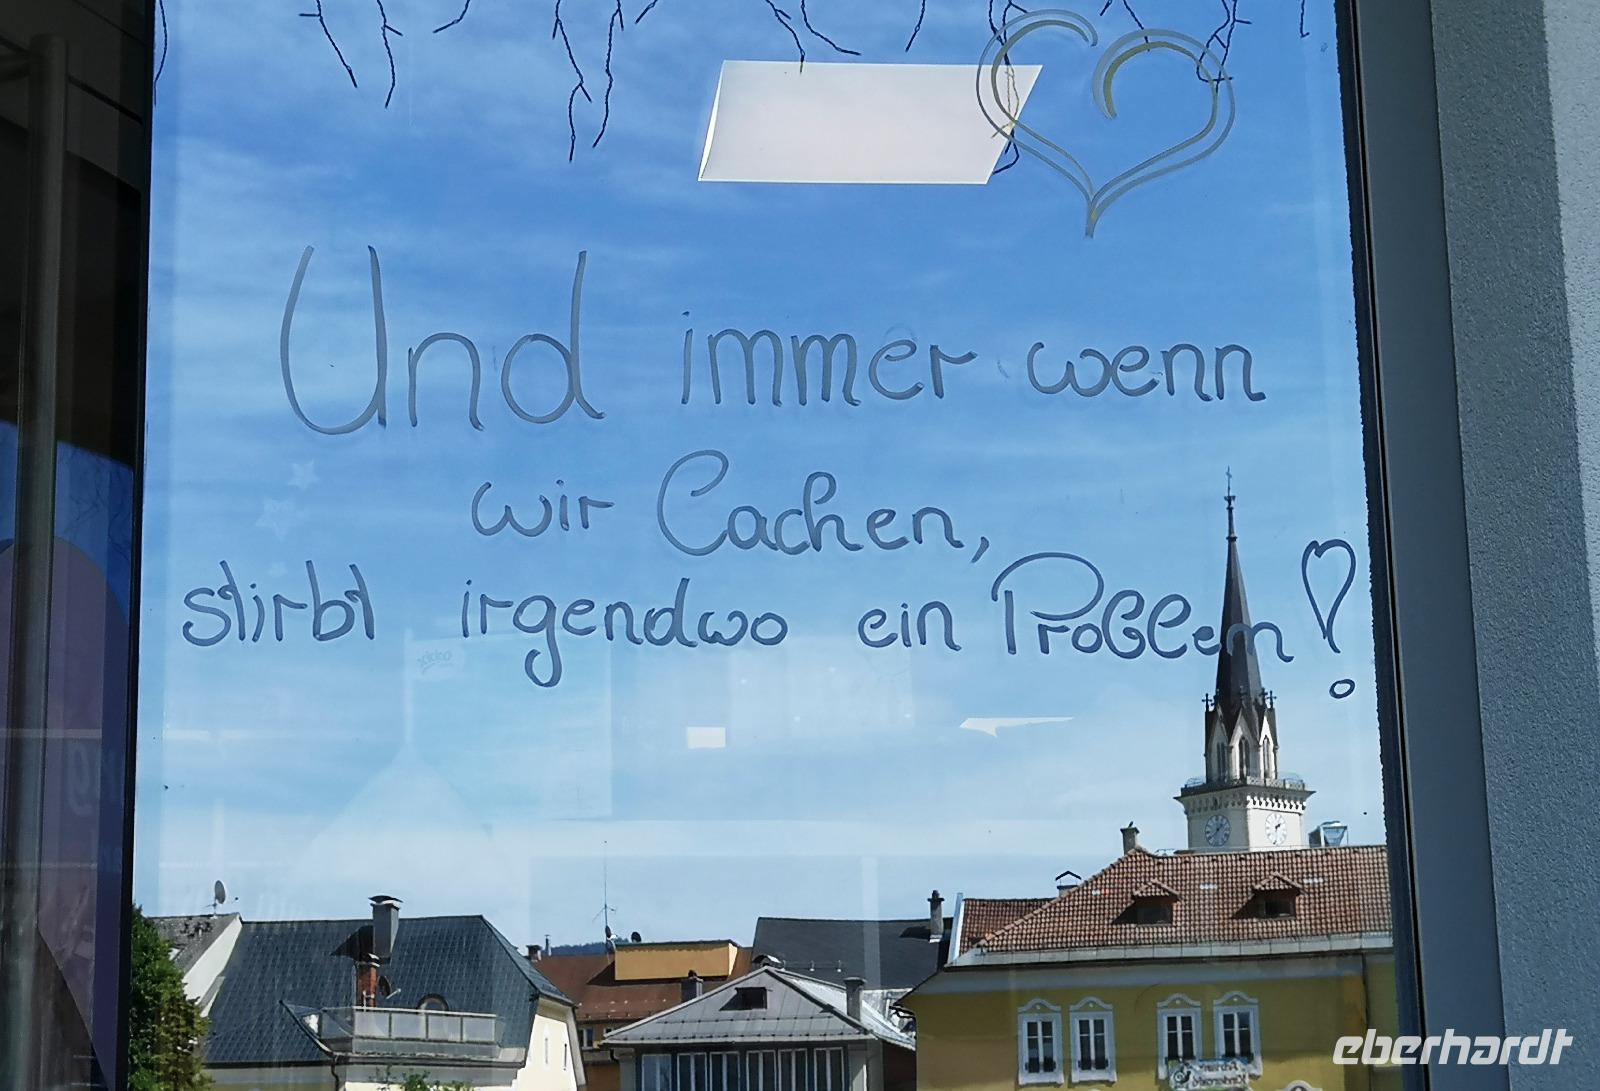 Und immer wenn
wir Lachen,
stirbt irgendwo ein Problem!
eberhardt